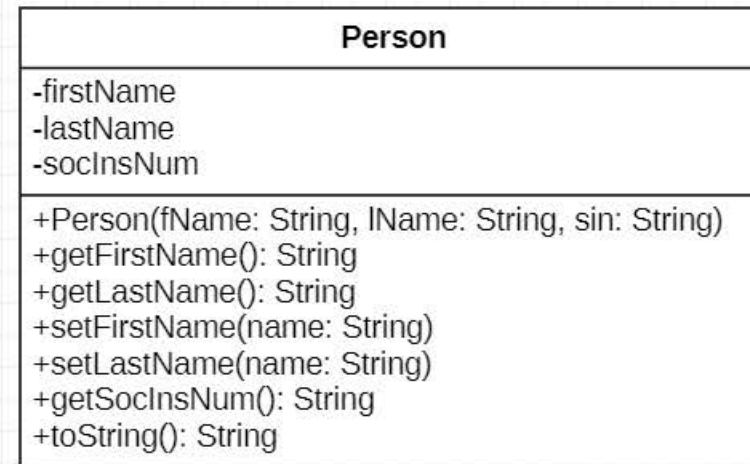 Person
-firstName
-lastName
-socInsNum
+Person(fName: String, lName: String, sin: String)
+getFirstName(): String
+getLastName(): String
+setFirstName(name: String)
+setLastName(name: String)
+getSocInsNum(): String
+toString(): String